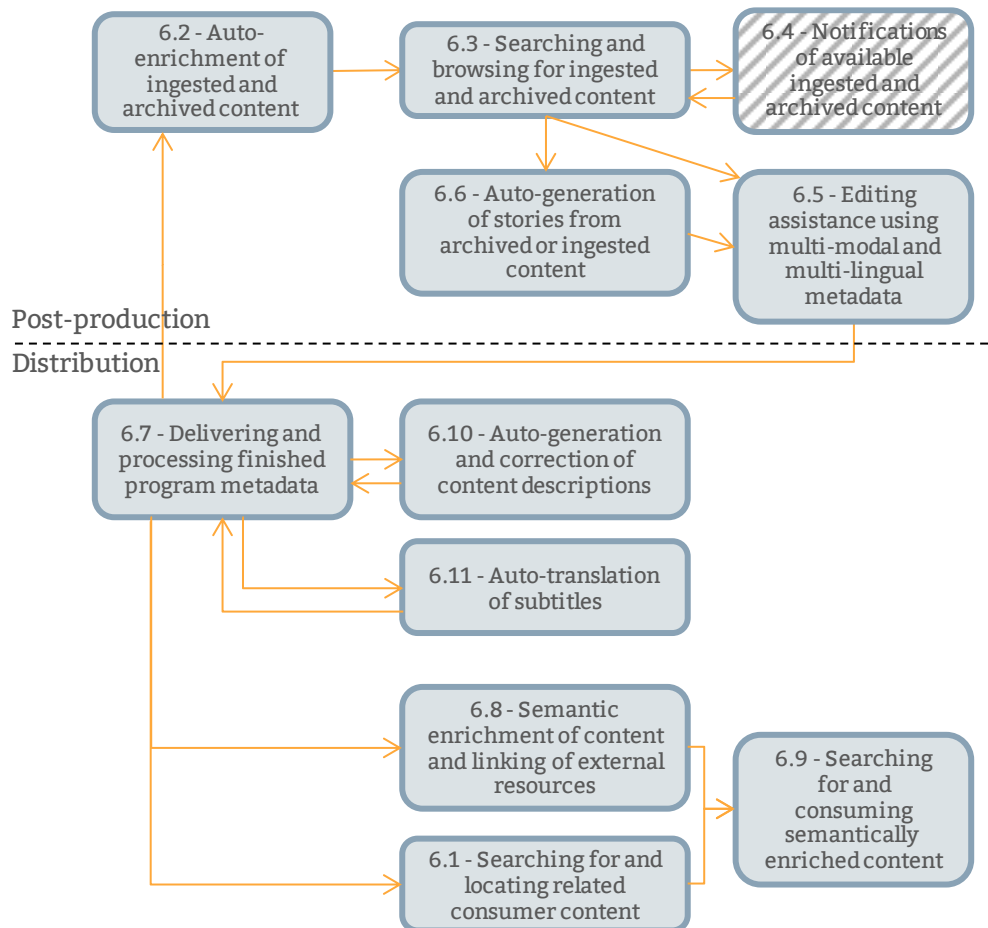 6.2 - Auto-
enrichment of
ingested and
archived content
6.3 - Searching and
browsing for ingested
and archived content
6.4 - Notifications
of available
ingested and
archived content
6.6 - Auto-generation
of stories from
archived or ingested
content
6.5 - Editing
assistance using
multi-modal and
multi-lingual
metadata
Post-production
Distribution
6.7 - Delivering and
processing finished
program metadata
6.10 - Auto-generation
and correction of
content descriptions
6.11 - Auto-translation
of subtitles
6.8 - Semantic
enrichment of content
and linking of external
resources
6.9 - Searching
for and
consuming
semantically
enriched content
6.1 - Searching for and
locating related
consumer content